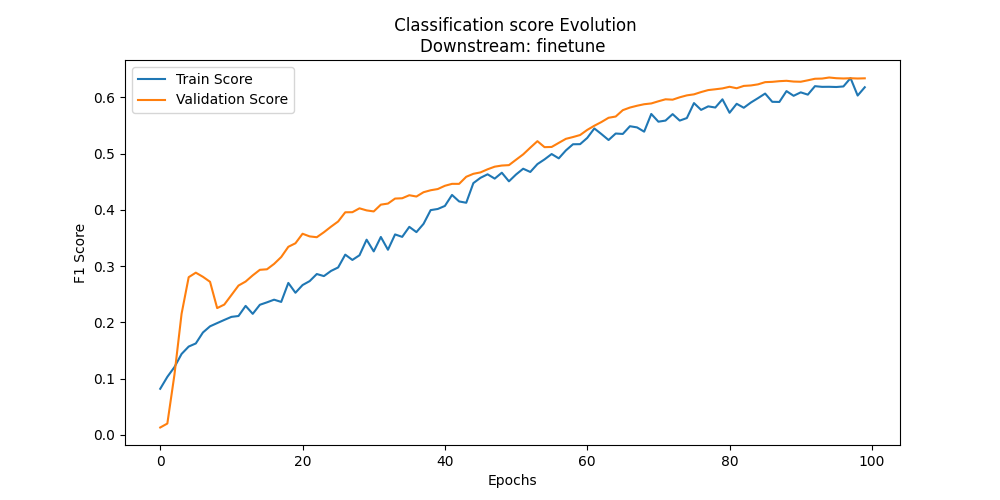 Classification score Evolution
Downstream: finetune
Train Score
Validation Score
F1 Score
0.6
0.5
0.4
0.3
0.2
0.1
0.0
0 20 40 60 80 100
Epochs